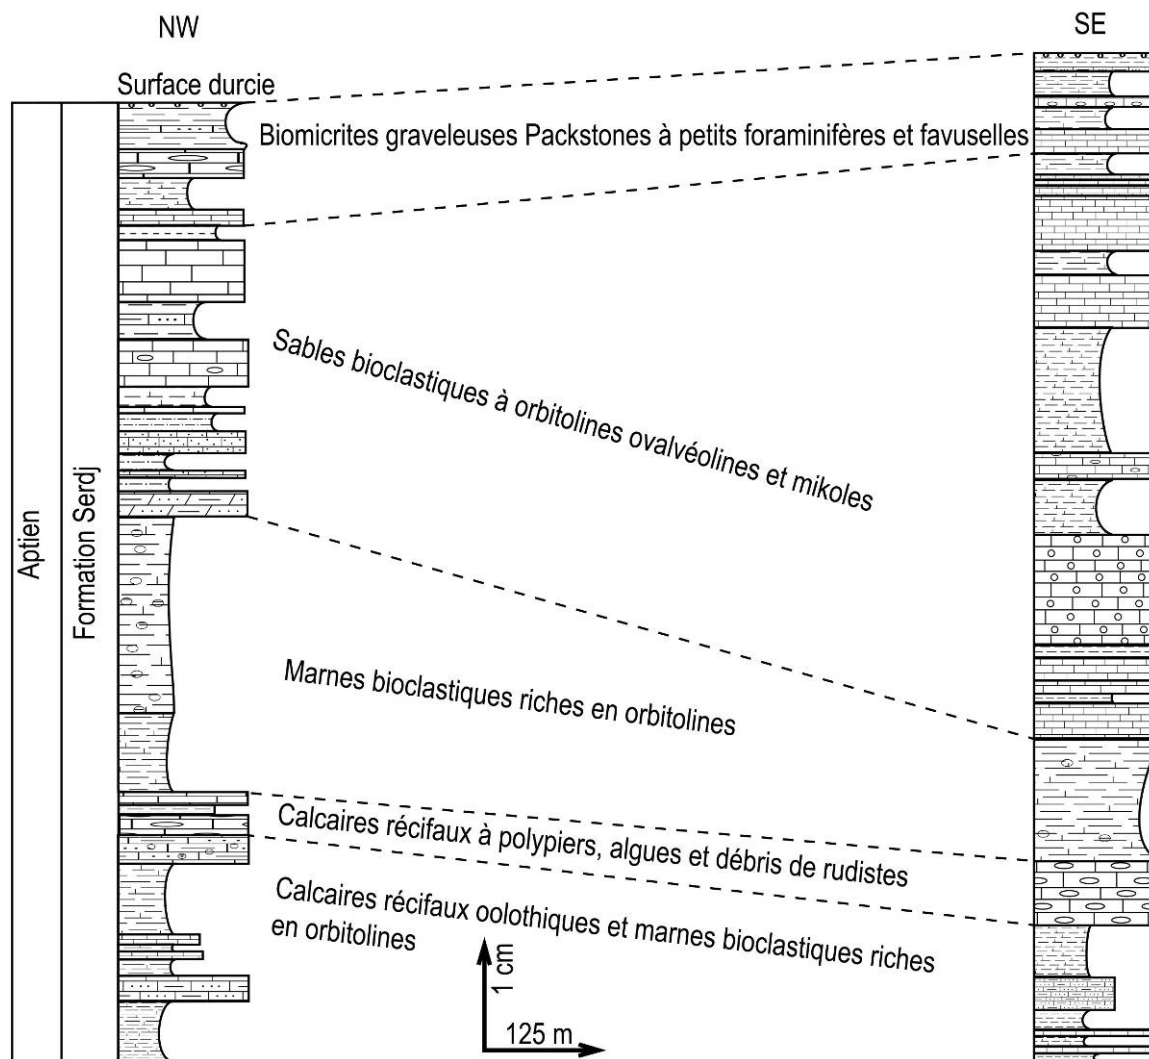 NW
SE
Surface durcie
Biomicrites graveleuses Packstones à petits foraminifères et favuselles
Sables bioclastiques à orbitolines ovalvéolines et mikoles
Aptien
Formation Serdj
Marnes bioclastiques riches en orbitolines
Calcaires récifaux à polypiers, algues et débris de rudistes
Calcaires récifaux oolothiques et marnes bioclastiques riches
en orbitolines
1 cm
125 m